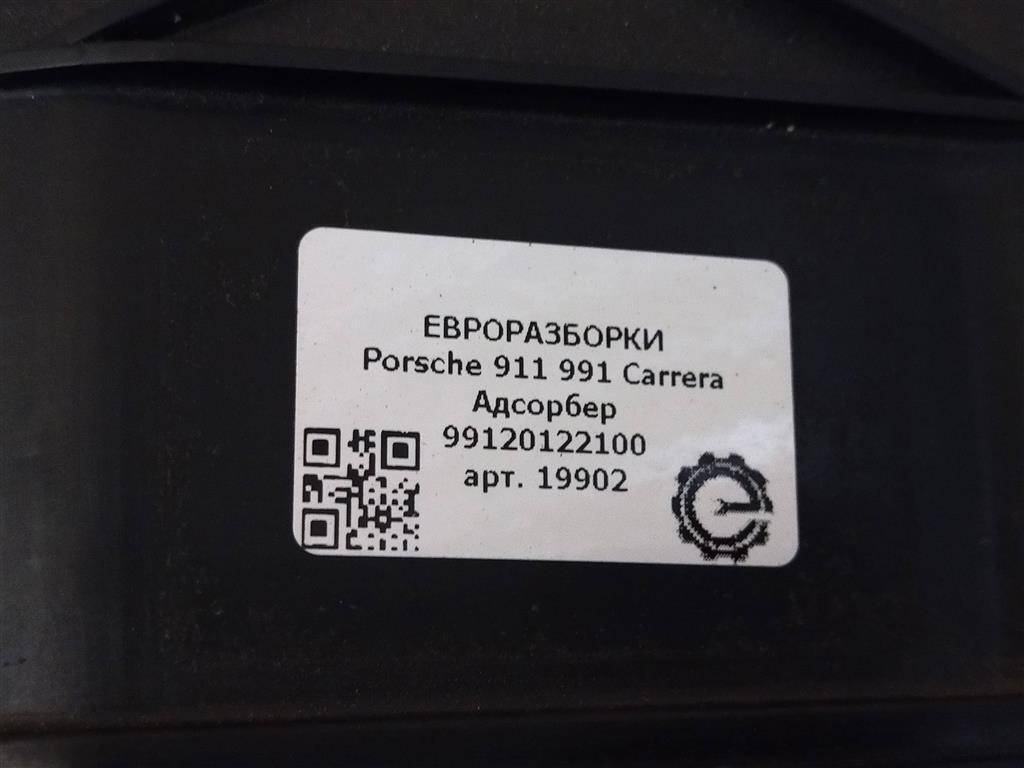 ЕВРОРАЗБОРКИ
Porsche 911 991 Carrera
Адсорбер
99120122100
арт. 19902